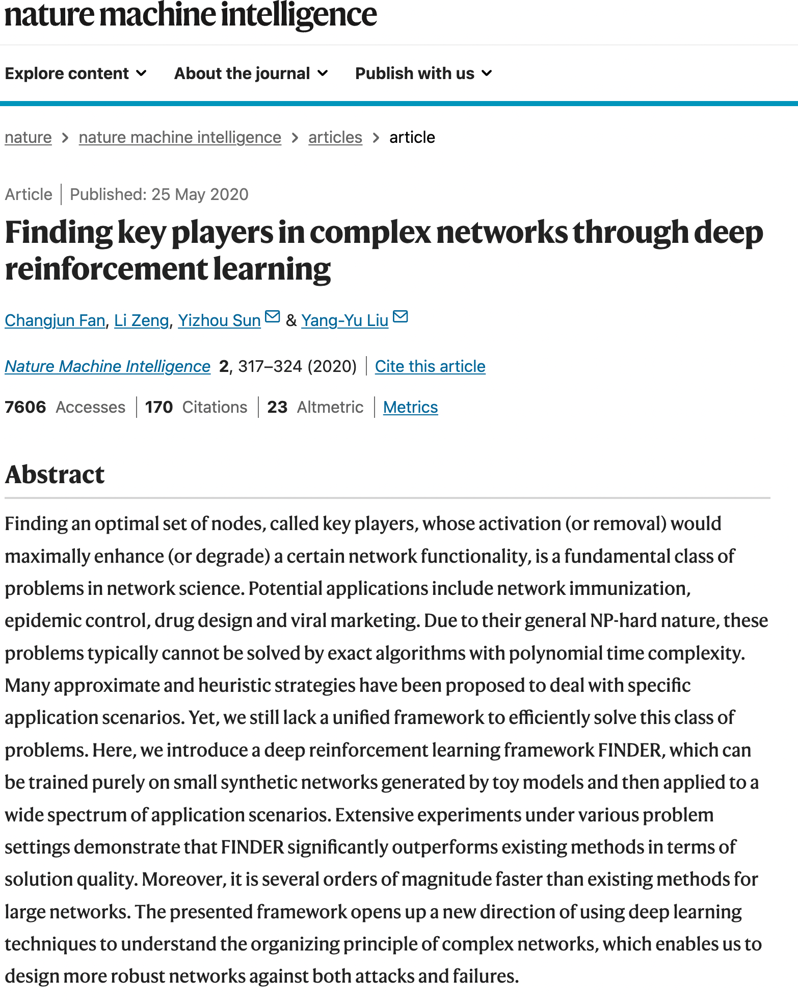 nature machine intelligence
Explore content About the journal Publish with us
nature > nature machine intelligence > articles > article
Article | Published: 25 May 2020
Finding key players in complex networks through deep
reinforcement learning
Changjun Fan, Li Zeng, Yizhou Sun & Yang-Yu Liu
Nature Machine Intelligence 2, 317–324 (2020) | Cite this article
7606 Accesses | 170 Citations | 23 Altmetric | Metrics
Abstract
Finding an optimal set of nodes, called key players, whose activation (or removal) would
maximally enhance (or degrade) a certain network functionality, is a fundamental class of
problems in network science. Potential applications include network immunization,
epidemic control, drug design and viral marketing. Due to their general NP-hard nature, these
problems typically cannot be solved by exact algorithms with polynomial time complexity.
Many approximate and heuristic strategies have been proposed to deal with specific
application scenarios. Yet, we still lack a unified framework to efficiently solve this class of
problems. Here, we introduce a deep reinforcement learning framework FINDER, which can
be trained purely on small synthetic networks generated by toy models and then applied to a
wide spectrum of application scenarios. Extensive experiments under various problem
settings demonstrate that FINDER significantly outperforms existing methods in terms of
solution quality. Moreover, it is several orders of magnitude faster than existing methods for
large networks. The presented framework opens up a new direction of using deep learning
techniques to understand the organizing principle of complex networks, which enables us to
design more robust networks against both attacks and failures.